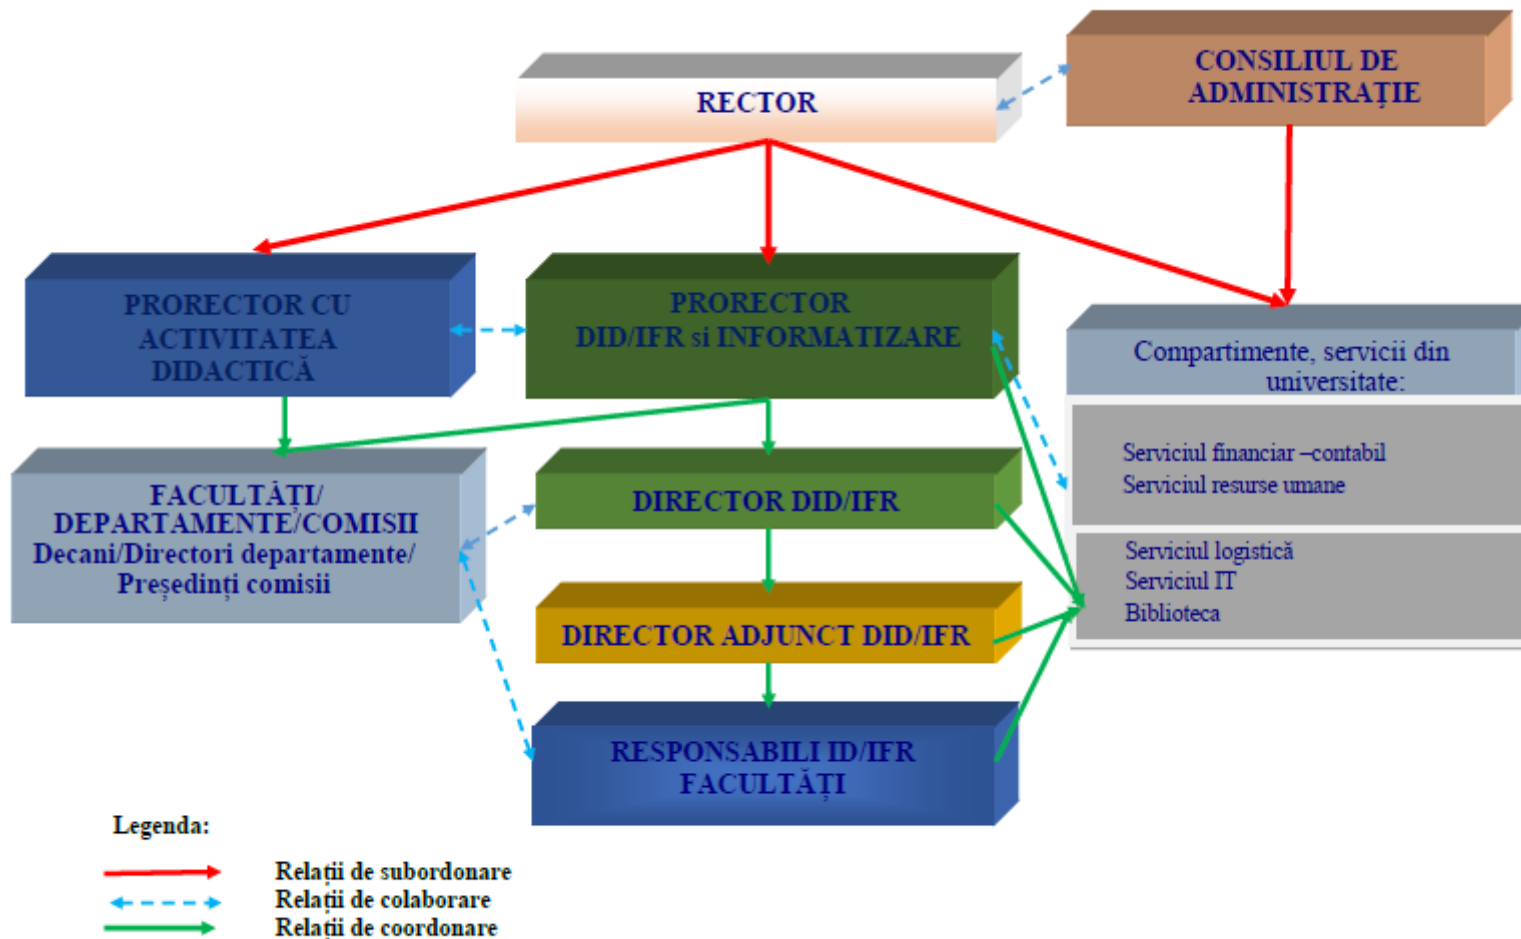 RECTOR
CONSILIUL DE
ADMINISTRAŢIE
PRORECTOR CU
ACTIVITATEA
DIDACTICĂ
PRORECTOR
DID/IFR si INFORMATIZARE
Compartimente, servicii din
universitate:
Serviciul financiar –contabil
Serviciul resurse umane
Serviciul logistică
Serviciul IT
Biblioteca
FACULTĂȚI/
DEPARTAMENTE/COMISII
Decani/Directori departamente/
Președinți comisii
DIRECTOR DID/IFR
DIRECTOR ADJUNCT DID/IFR
RESPONSABILI ID/IFR
FACULTĂȚI
Legenda:
Relații de subordonare
Relații de colaborare
Relații de coordonare